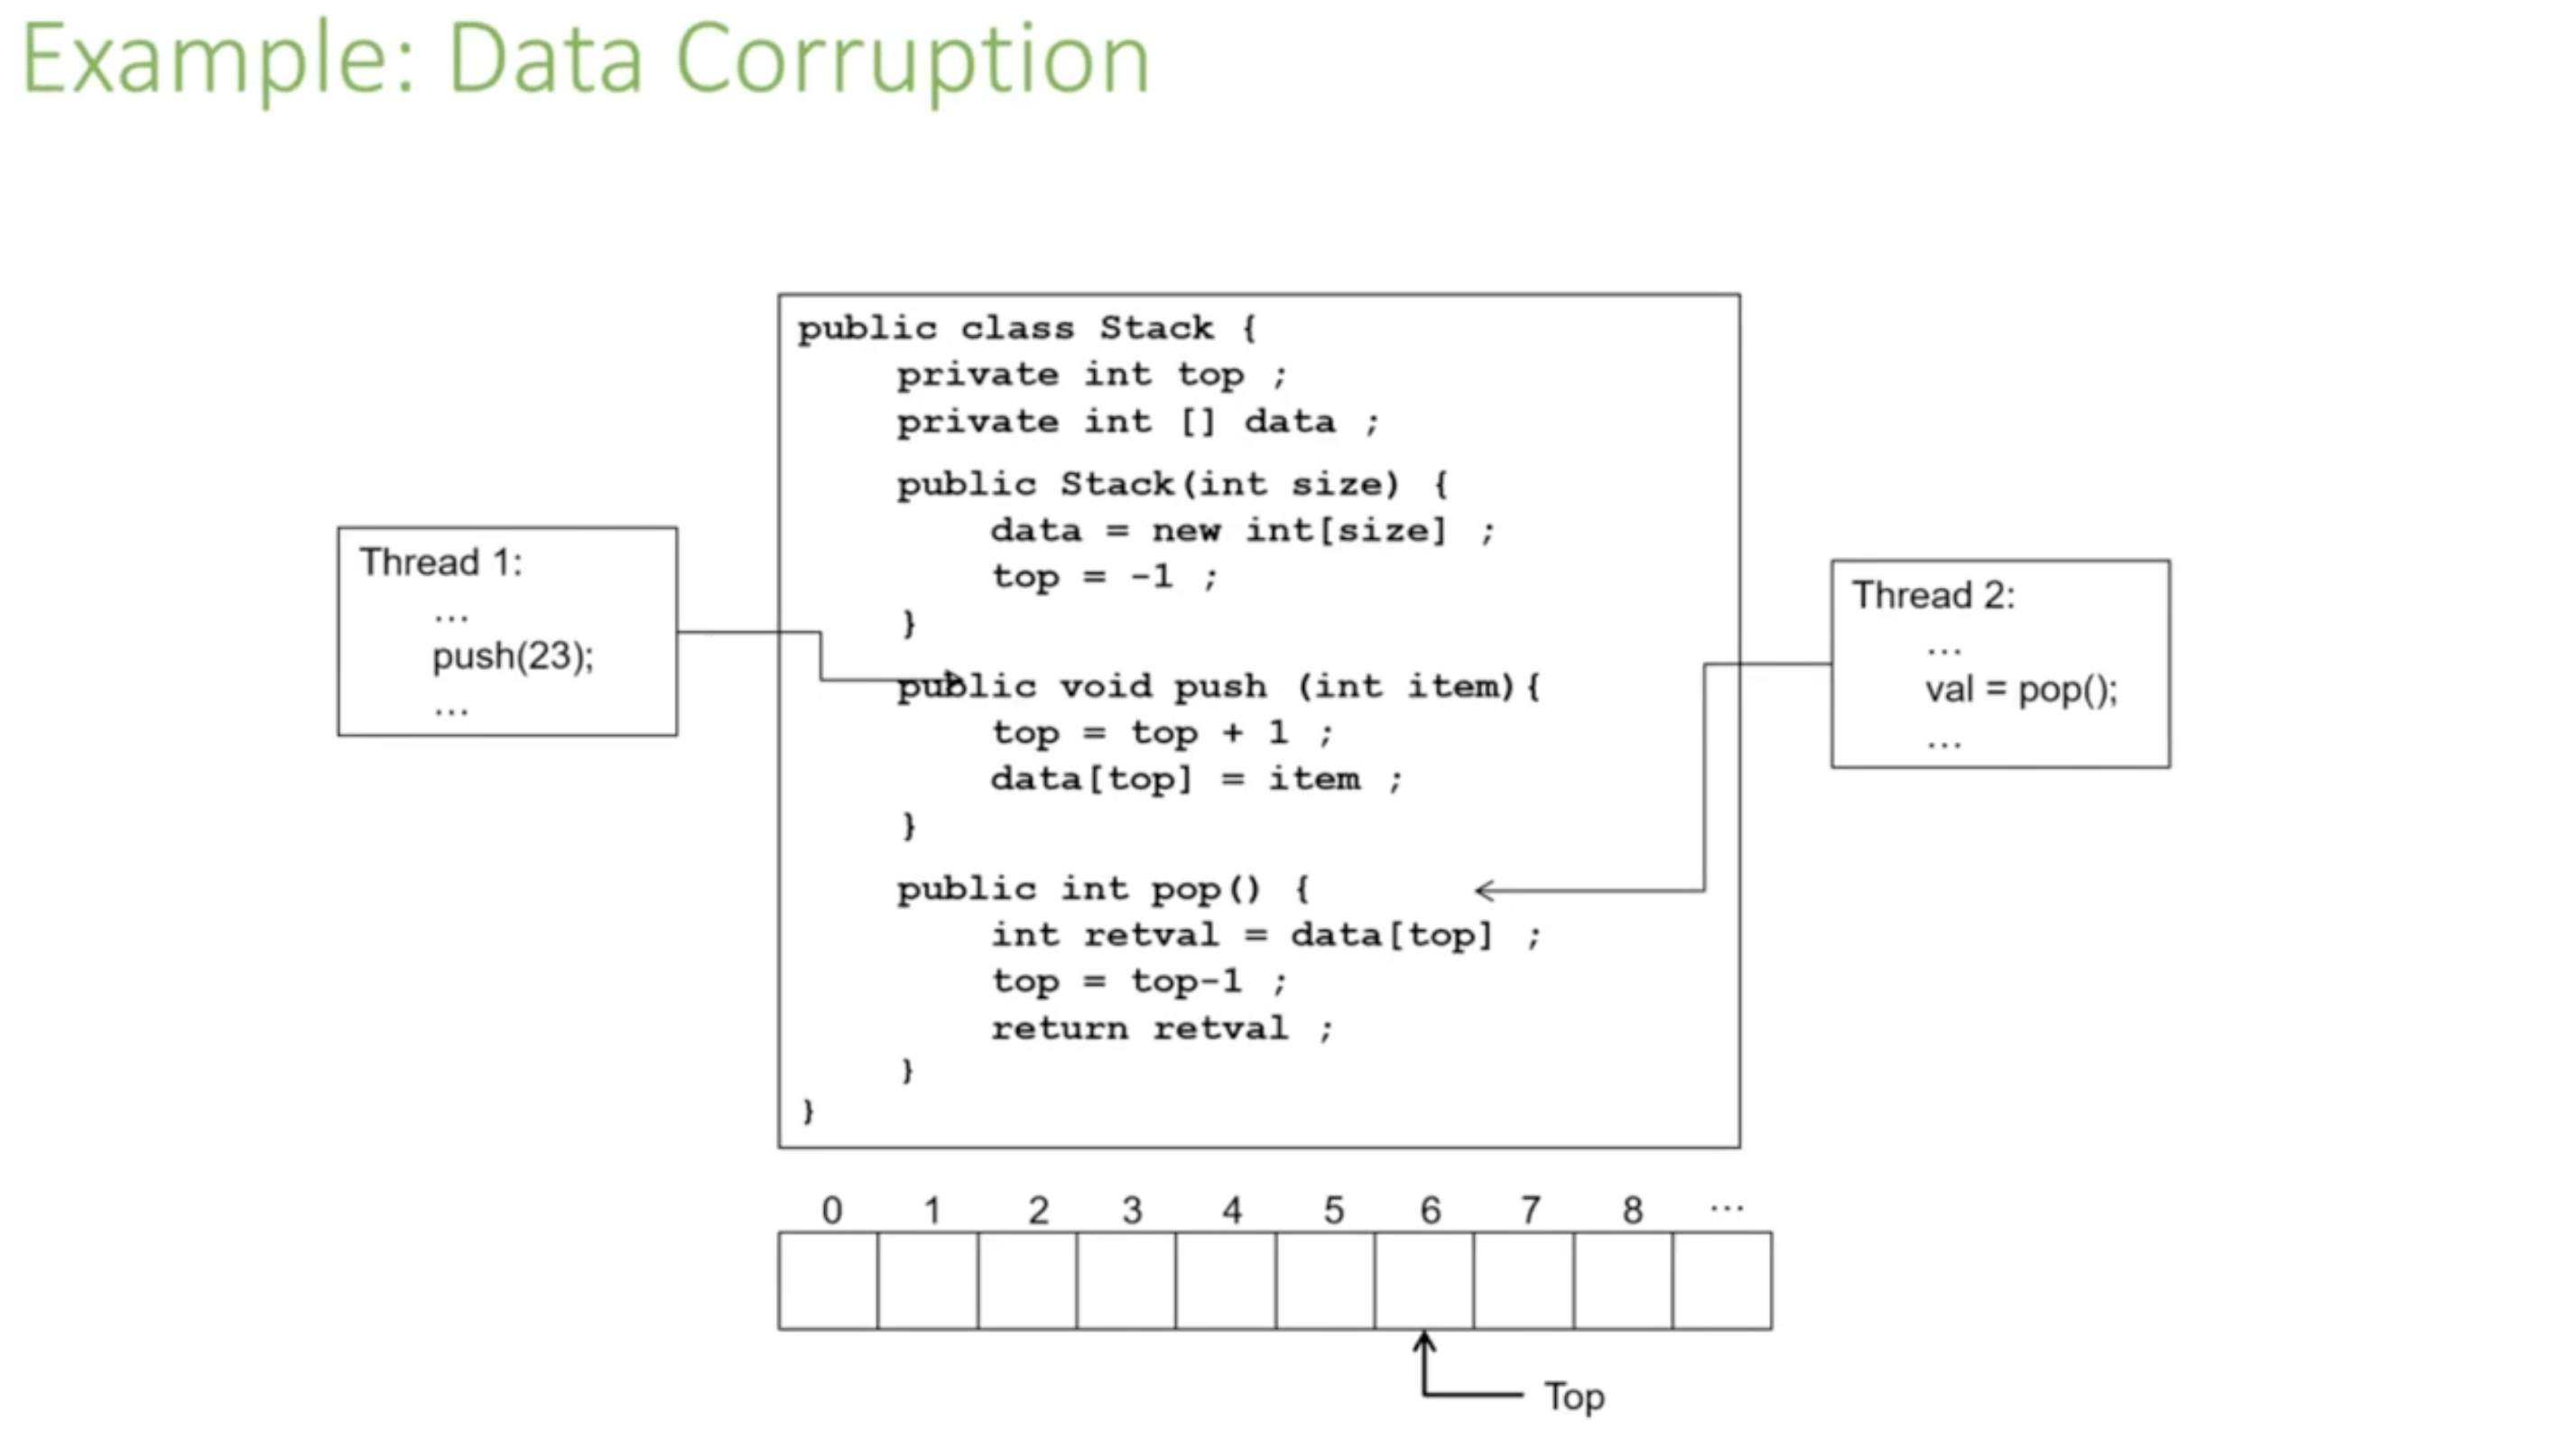 Example: Data Corruption
public class Stack {
private int top ;
private int [] data ;
public Stack(int size) {
data = new int[size] ;
top = -1 ;
}
public void push (int item){
top = top + 1 ;
data[top] = item ;
}
public int pop() {
int retval = data[top] ;
top = top-1 ;
return retval ;
}
}
Thread 1:
...
push(23);
...
Thread 2:
...
val = pop();
...
0 1 2 3 4 5 6 7 8 ...
Top